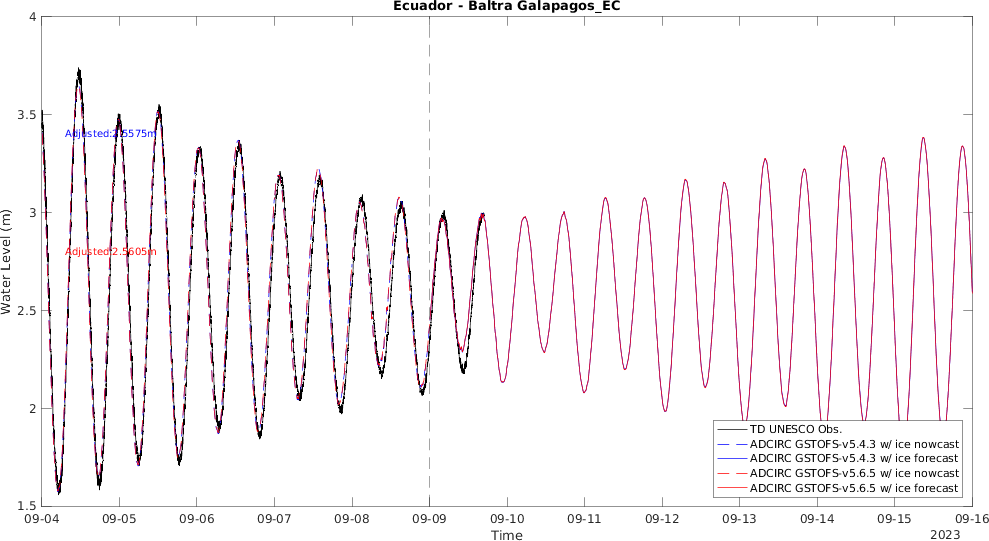 Ecuador - Baltra Galapagos_EC
Water Level (m)
4
3.5
3
2.5
2
1.5
Adjusted:2.5575m
Adjusted:2.5605m
TD UNESCO Obs.
ADCIRC GSTOFS-v5.4.3 w/ ice nowcast
ADCIRC GSTOFS-v5.4.3 w/ ice forecast
ADCIRC GSTOFS-v5.6.5 w/ ice nowcast
ADCIRC GSTOFS-v5.6.5 w/ ice forecast
09-04 09-05 09-06 09-07 09-08 09-09 09-10 09-11 09-12 09-13 09-14 09-15 09-16
Time
2023